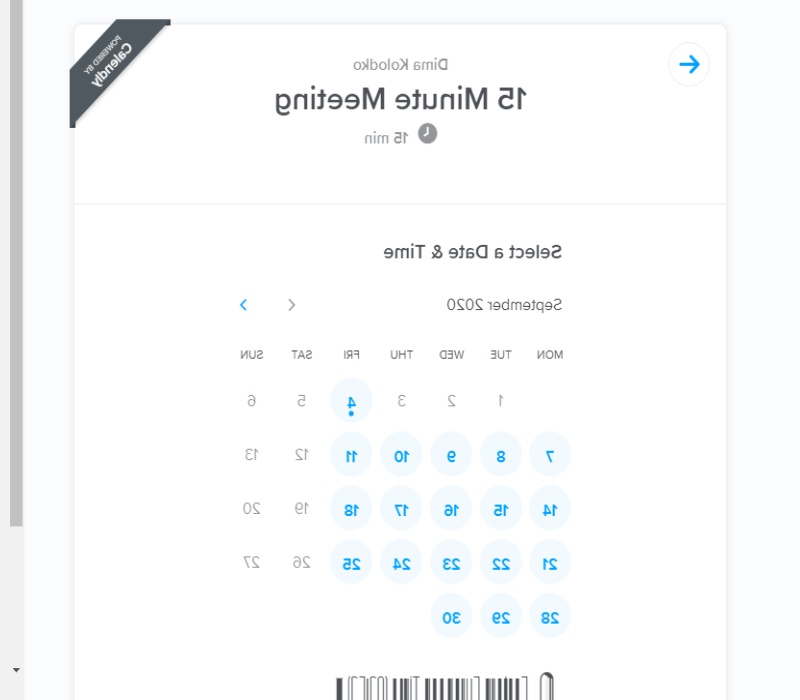 POWERED BY
Calendly
Dima Kolodko
15 Minute Meeting
15 min
Select a Date & Time
September 2020
MON TUE WED THU FRI SAT SUN
1 2 3 4 5 6
7 8 9 10 11 12 13
14 15 16 17 18 19 20
21 22 23 24 25 26 27
28 29 30